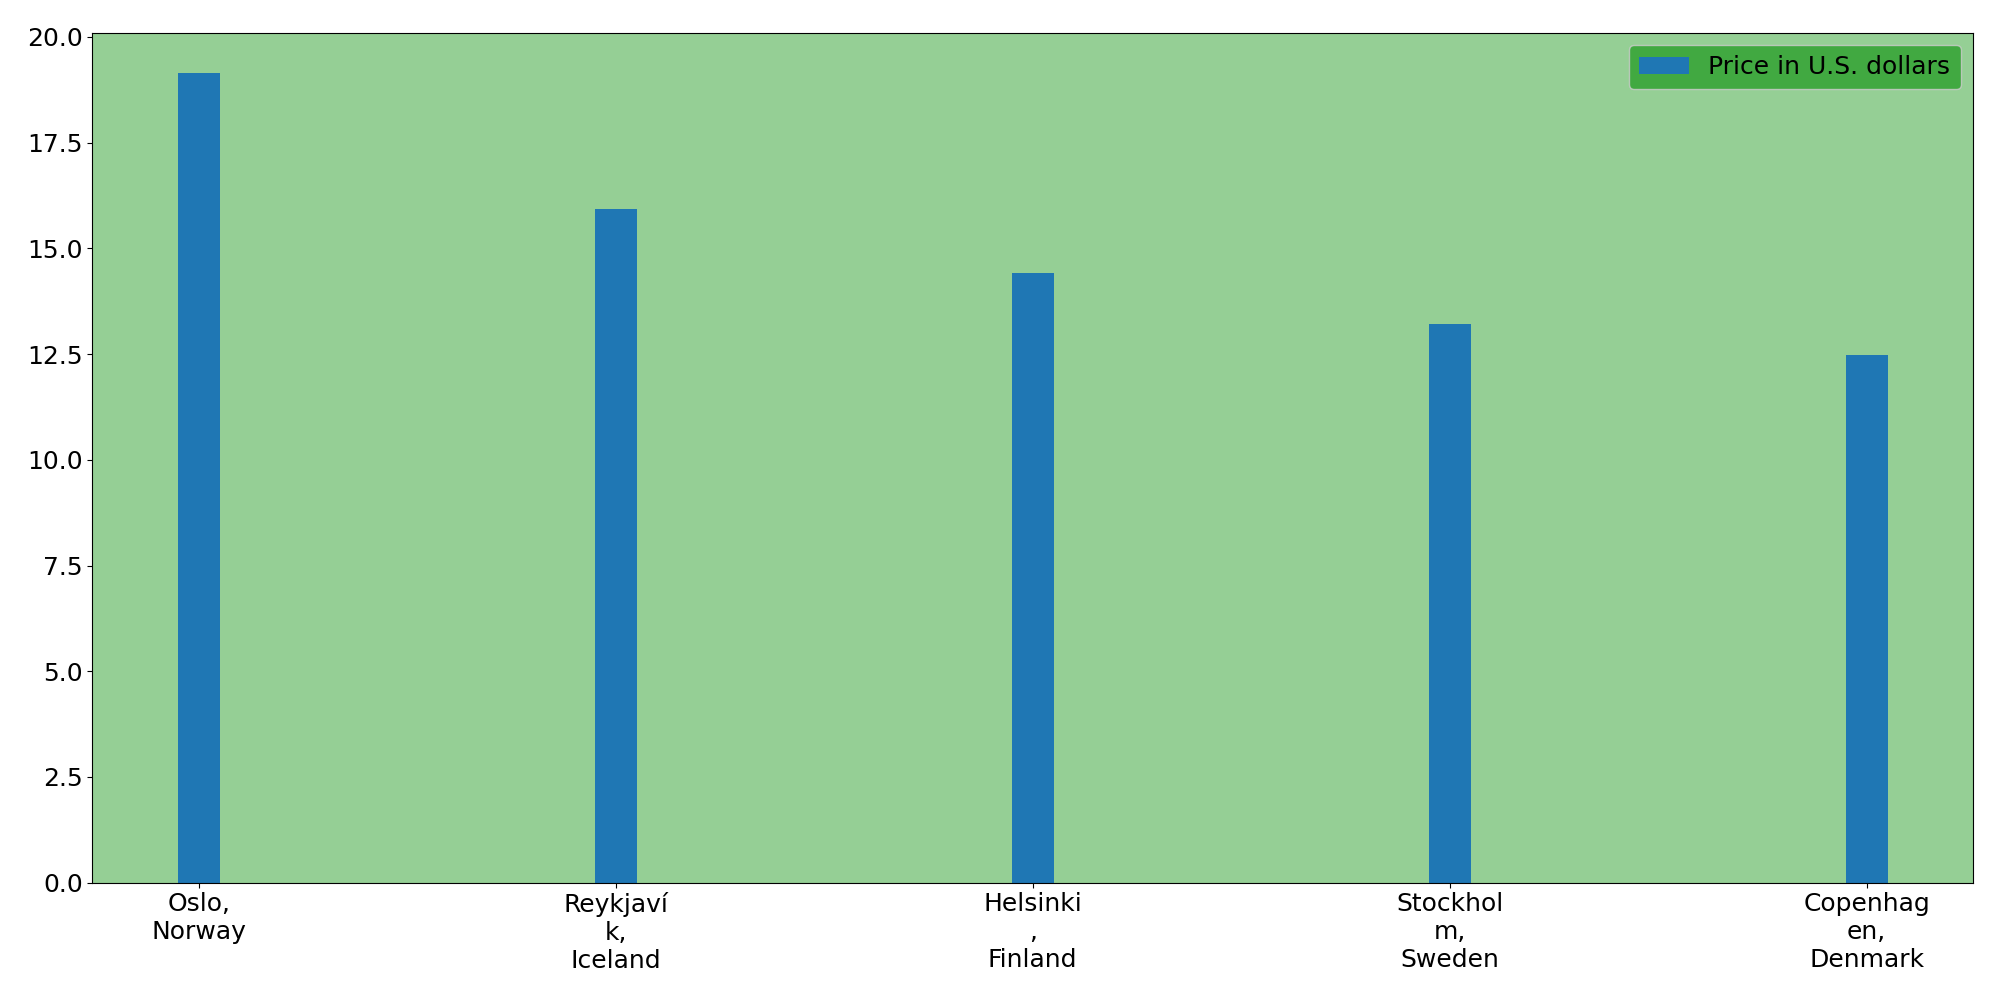 20.0
17.5
15.0
12.5
10.0
7.5
5.0
2.5
0.0
Price in U.S. dollars
Oslo,
Norway
Reykjaví
k,
Iceland
Helsinki
,
Finland
Stockhol
m,
Sweden
Copenhag
en,
Denmark